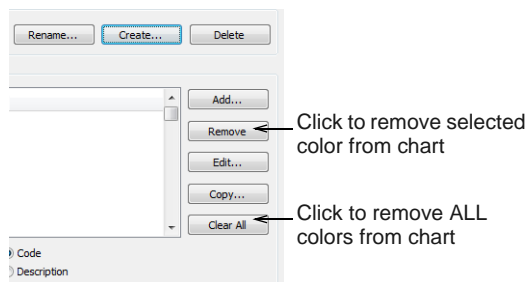 Rename... Create... Delete
Add...
Remove
Click to remove selected
color from chart
Edit...
Copy...
Clear All
Click to remove ALL
colors from chart
Code
Description